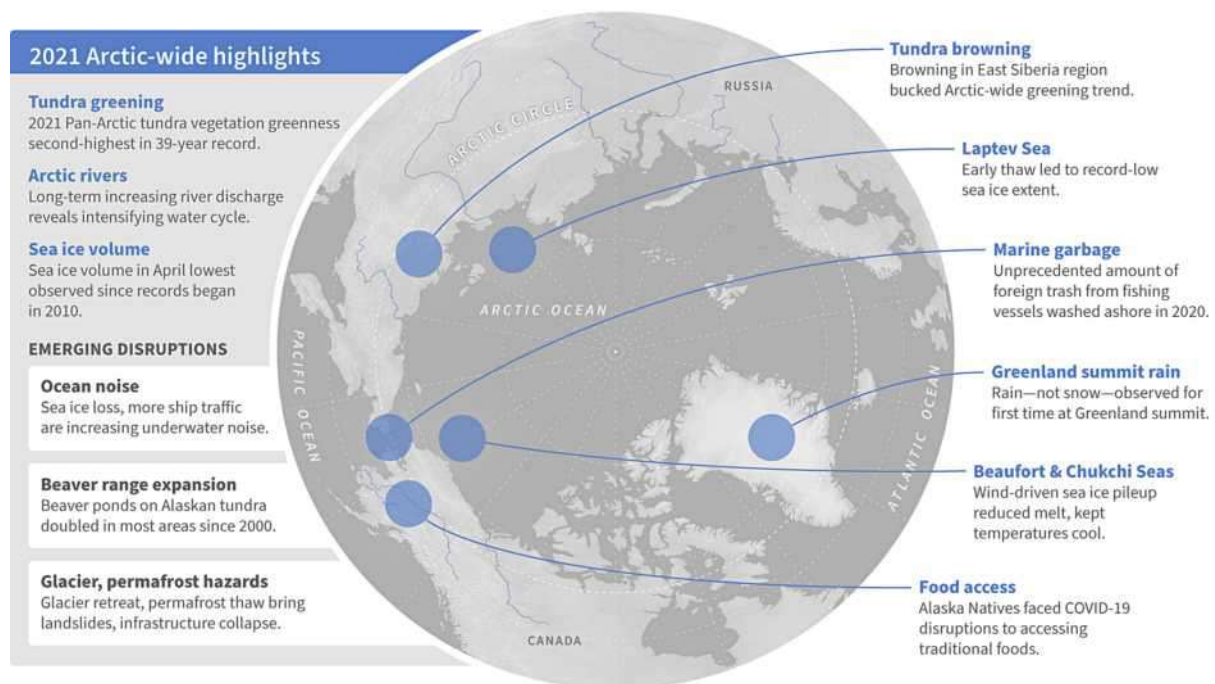 2021 Arctic-wide highlights
Tundra greening
2021 Pan-Arctic tundra vegetation greenness
second-highest in 39-year record.
Arctic rivers
Long-term increasing river discharge
reveals intensifying water cycle.
Sea ice volume
Sea ice volume in April lowest
observed since records began
in 2010.
EMERGING DISRUPTIONS
Ocean noise
Sea ice loss, more ship traffic
are increasing underwater noise.
Beaver range expansion
Beaver ponds on Alaskan tundra
doubled in most areas since 2000.
Glacier, permafrost hazards
Glacier retreat, permafrost thaw bring
landslides, infrastructure collapse.
ARCTIC CIRCLE
RUSSIA
ARCTIC OCEAN
PACIFIC OCEAN
ATLANTIC OCEAN
CANADA
Tundra browning
Browning in East Siberia region
bucked Arctic-wide greening trend.
Laptev Sea
Early thaw led to record-low
sea ice extent.
Marine garbage
Unprecedented amount of
foreign trash from fishing
vessels washed ashore in 2020.
Greenland summit rain
Rain—not snow—observed for
first time at Greenland summit.
Beaufort & Chukchi Seas
Wind-driven sea ice pileup
reduced melt, kept
temperatures cool.
Food access
Alaska Natives faced COVID-19
disruptions to accessing
traditional foods.